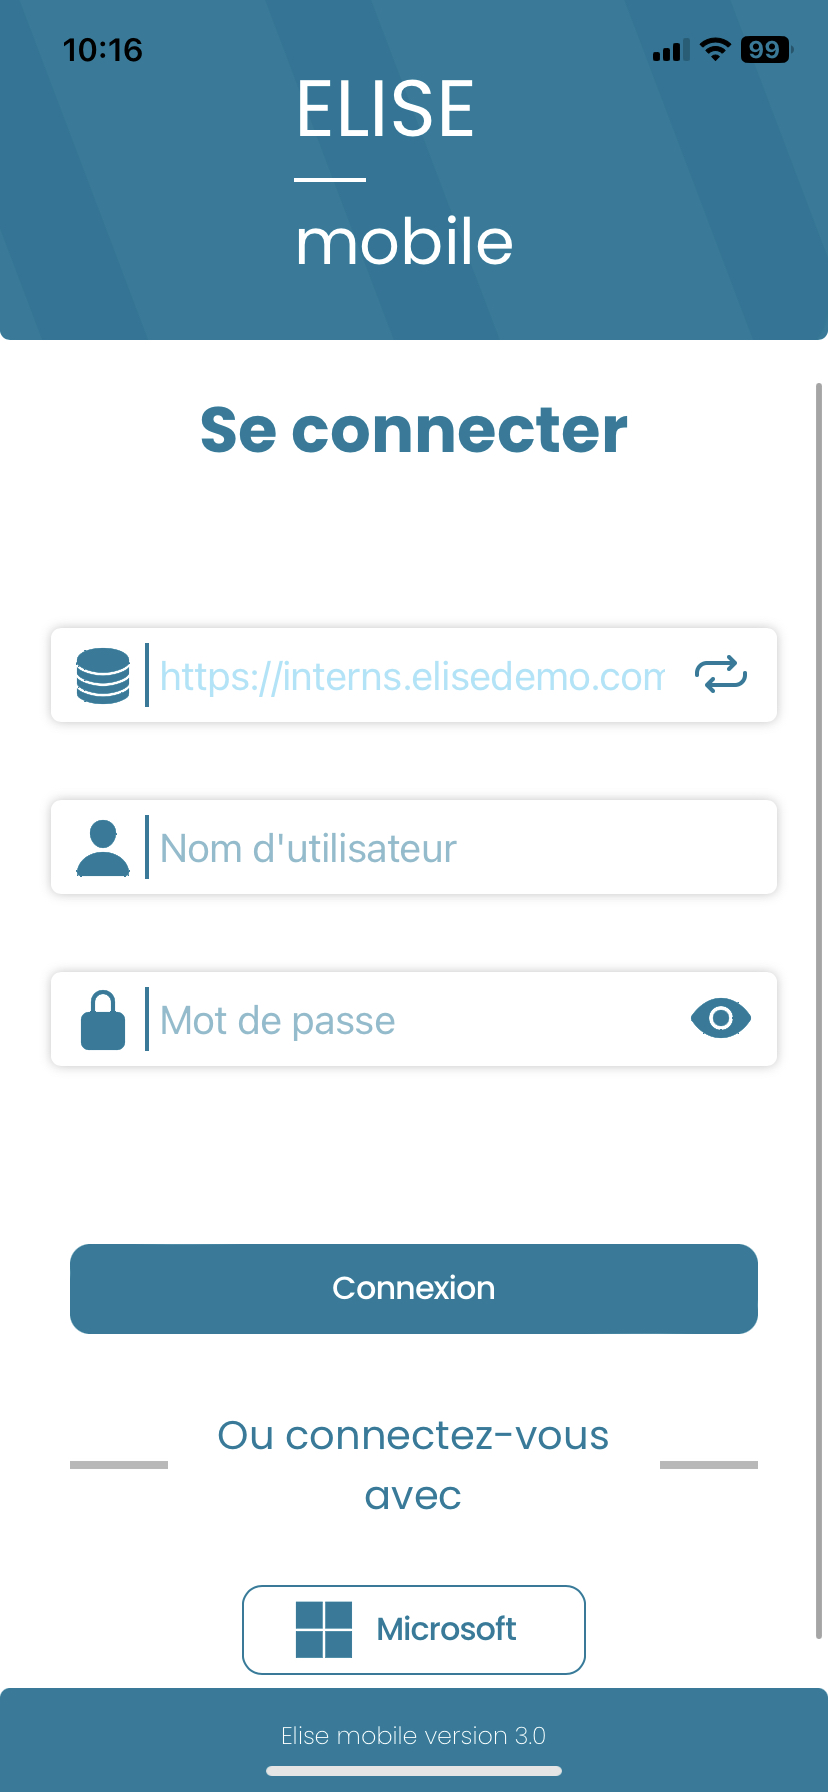 10:16
99
ELISE
mobile
Se connecter
https://interns.elisedemo.com
Nom d'utilisateur
Mot de passe
Connexion
Ou connectez-vous
avec
Microsoft
Elise mobile version 3.0